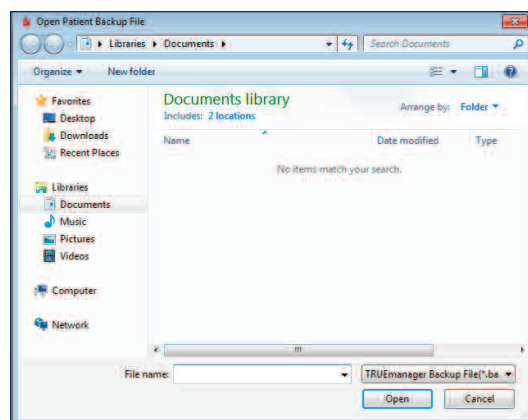 Open Patient Backup File
Libraries Documents
Search Documents
Organize New folder
Favorites
Desktop
Downloads
Recent Places
Libraries
Documents
Music
Pictures
Videos
Computer
Network
Documents library
Includes: 2 locations
Arrange by: Folder
Name Date modified Type
No items match your search.
File name:
TRUEmanager Backup File(*.ba
Open Cancel